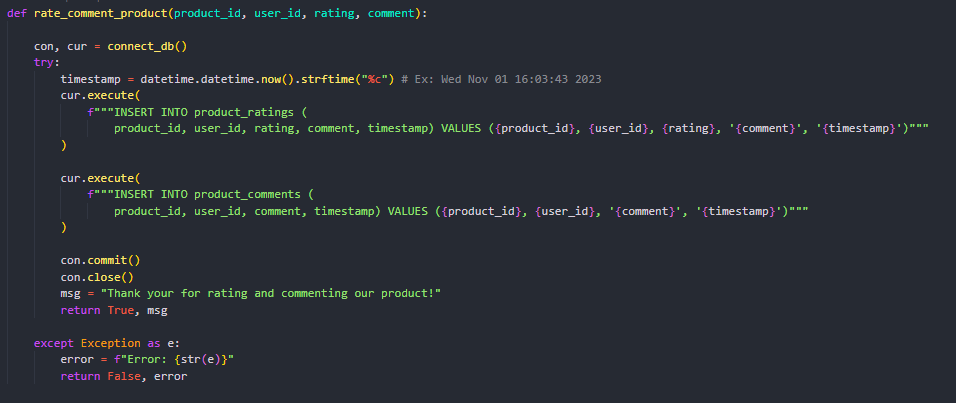 def rate_comment_product(product_id, user_id, rating, comment):
con, cur = connect_db()
try:
timestamp = datetime.datetime.now().strftime("%c") # Ex: Wed Nov 01 16:03:43 2023
cur.execute(
f"""INSERT INTO product_ratings (
product_id, user_id, rating, comment, timestamp) VALUES ({product_id}, {user_id}, {rating}, '{comment}', '{timestamp}')"""
)
cur.execute(
f"""INSERT INTO product_comments (
product_id, user_id, comment, timestamp) VALUES ({product_id}, {user_id}, '{comment}', '{timestamp}')"""
)
con.commit()
con.close()
msg = "Thank your for rating and commenting our product!"
return True, msg
except Exception as e:
error = f"Error: {str(e)}"
return False, error